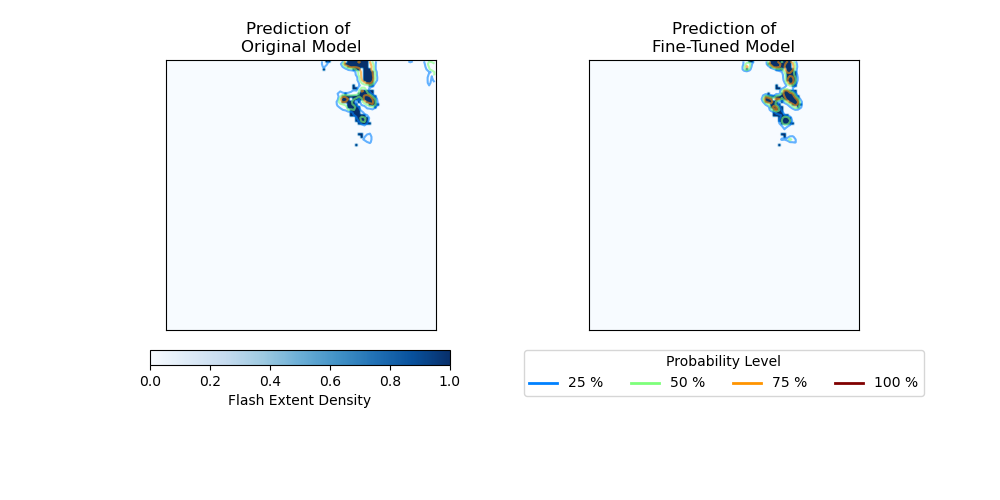 Prediction of
Original Model
Prediction of
Fine-Tuned Model
0.0 0.2 0.4 0.6 0.8 1.0
Flash Extent Density
Probability Level
25 % 50 % 75 % 100 %